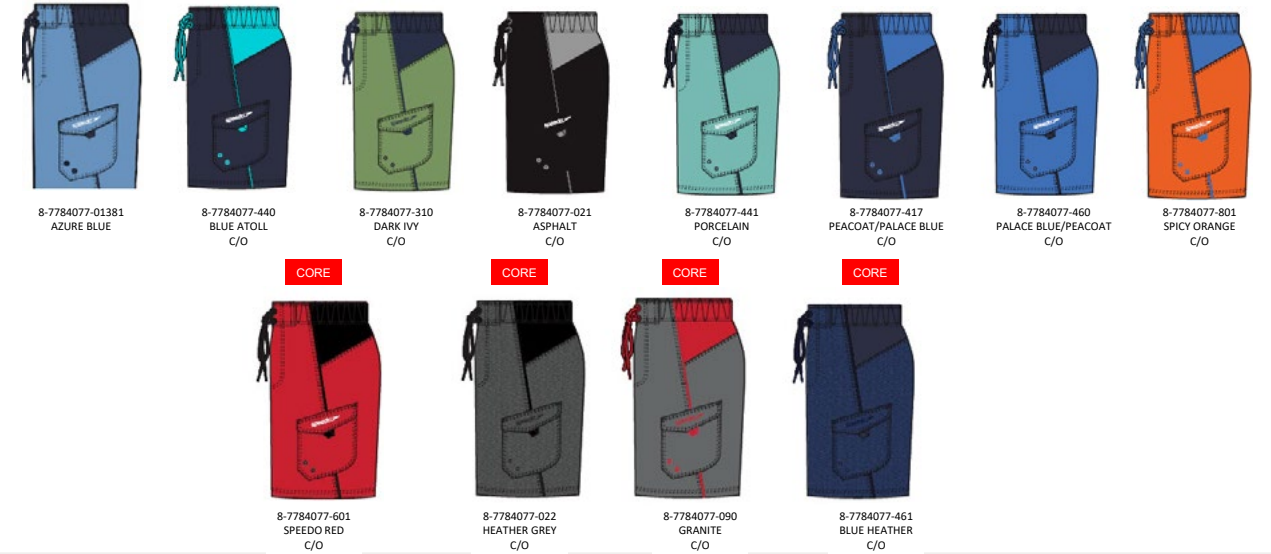 8-7784077-01381
AZURE BLUE
8-7784077-440
BLUE ATOLL
C/O
8-7784077-310
DARK IVY
C/O
8-7784077-021
ASPHALT
C/O
8-7784077-441
PORCELAIN
C/O
8-7784077-417
PEACOAT/PALACE BLUE
C/O
8-7784077-460
PALACE BLUE/PEACOAT
C/O
8-7784077-801
SPICY ORANGE
C/O
CORE
CORE
CORE
CORE
8-7784077-601
SPEEDO RED
C/O
8-7784077-022
HEATHER GREY
C/O
8-7784077-090
GRANITE
C/O
8-7784077-461
BLUE HEATHER
C/O